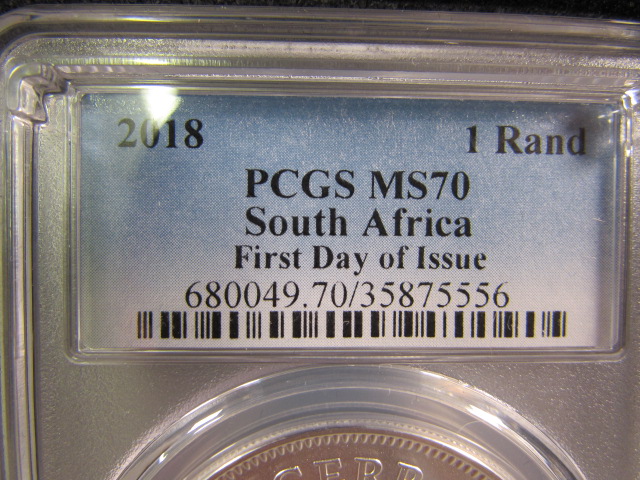 2018 1 Rand
PCGS MS70
South Africa
First Day of Issue
680049.70/35875556